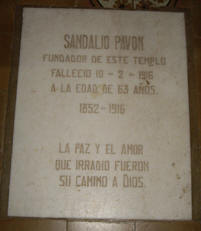 SANDALIO PAVON
FUNDADOR DE ESTE TEMPLO
FALLECIO 10-2-1916
A LA EDAD DE 63 AÑOS.
1852-1916
LA PAZ Y EL AMOR
QUE IRRADIO FUERON
SU CAMINO A DIOS.